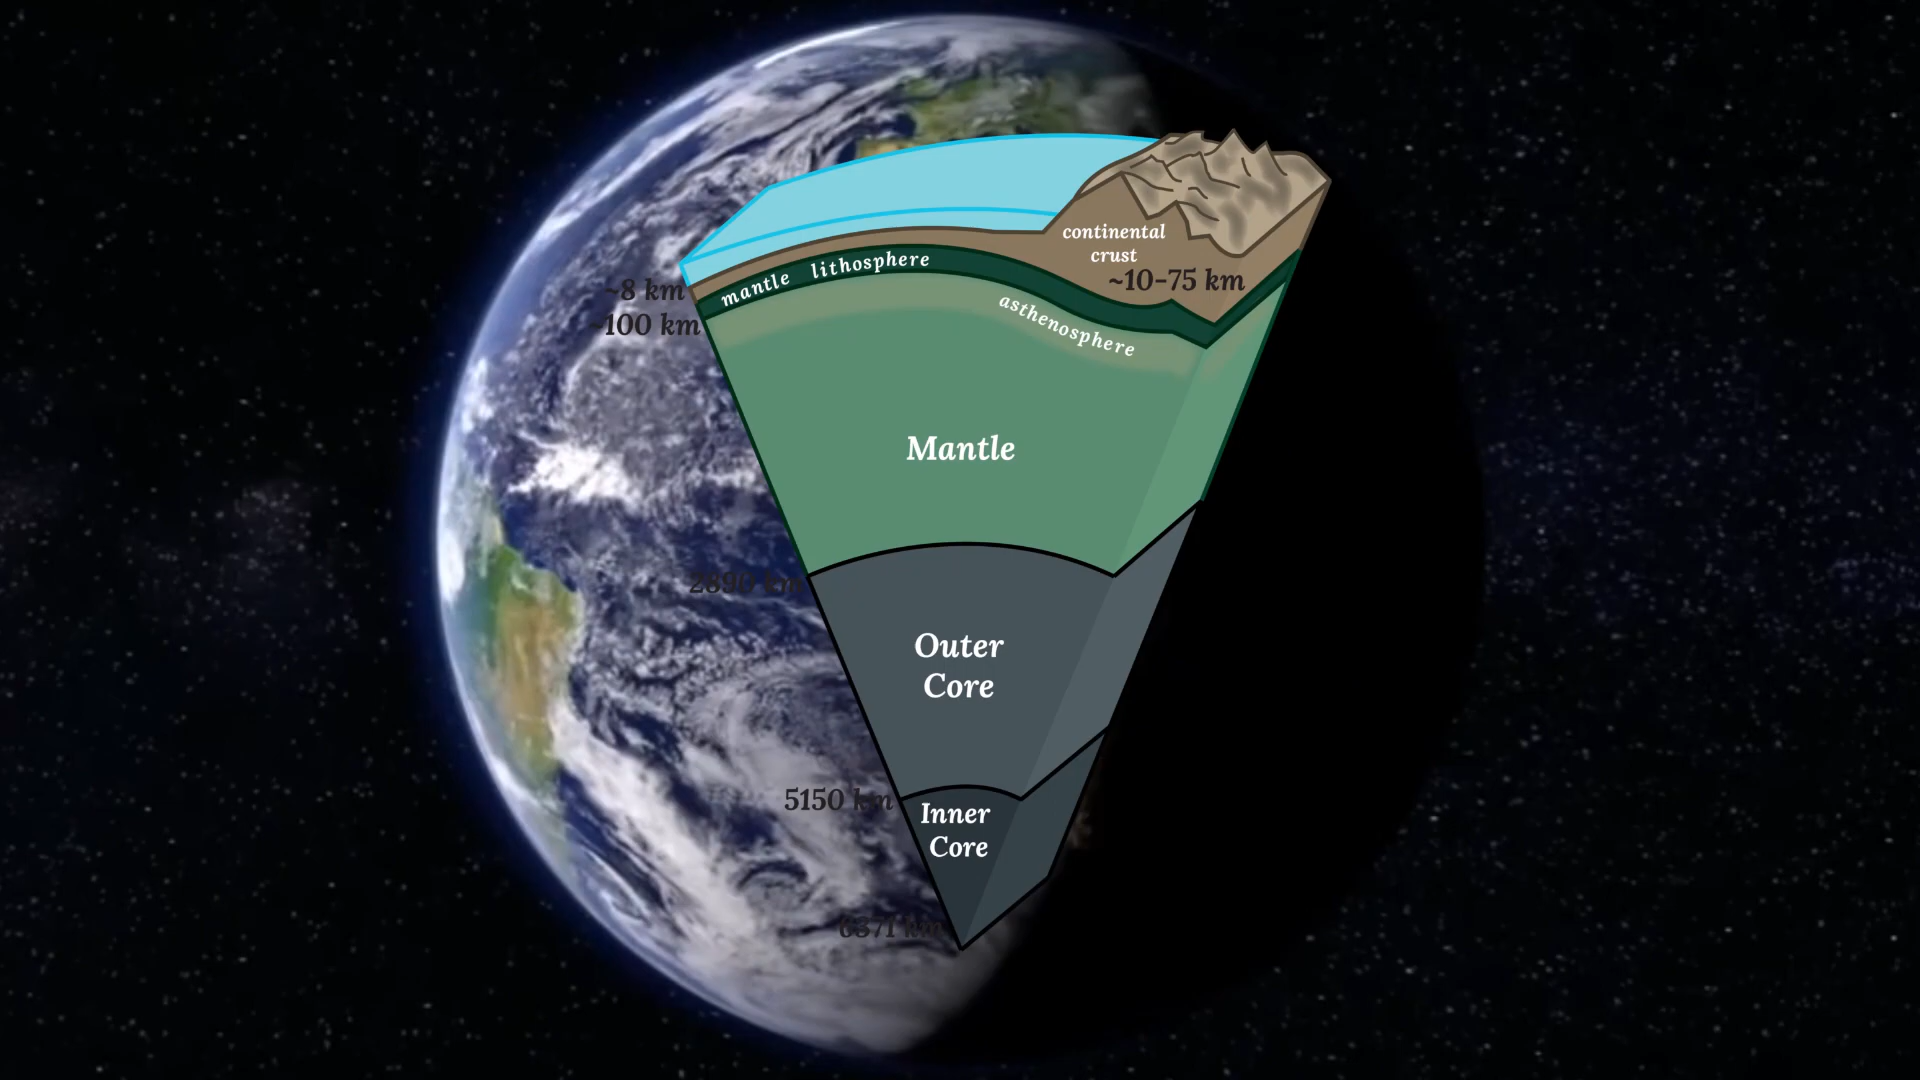 continental
crust
~10-75 km
mantle lithosphere
~8 km
~100 km
asthenosphere
Mantle
2890 km
Outer
Core
5150 km
Inner
Core
6371 km